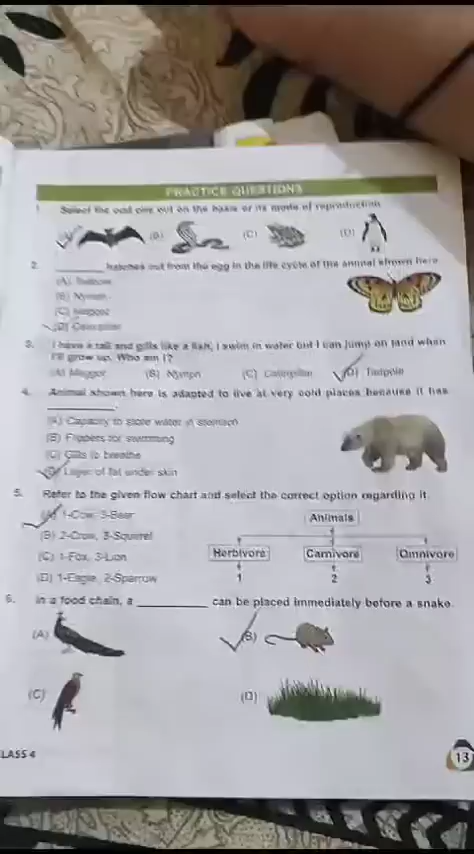 PRACTICE QUESTIONS
1. Select the odd one out on the basis of its mode of reproduction.
(A) (B) (C) (D)
2. ________ hatches out from the egg in the life cycle of the animal shown here.
(A)
(B) Nymph
(C)
(D) Caterpillar
3. I have a tail and gills like a fish, I swim in water but I can jump on land when
I'll grow up. Who am I?
(A) Maggot (B) Nymph (C) Caterpillar (D) Tadpole
4. Animal shown here is adapted to live at very cold places because it has
________.
(A) Capacity to store water in stomach
(B) Flippers for swimming
(C) Gills to breathe
(D) Layer of fat under skin
5. Refer to the given flow chart and select the correct option regarding it.
(A) 1-Cow, 3-Bear
(B) 2-Crow, 3-Squirrel
(C) 1-Fox, 3-Lion
(D) 1-Eagle, 2-Sparrow
Animals
Herbivore Carnivore Omnivore
1 2 3
6. In a food chain, a ________ can be placed immediately before a snake.
(A) (B)
(C) (D)
LASS 4
13